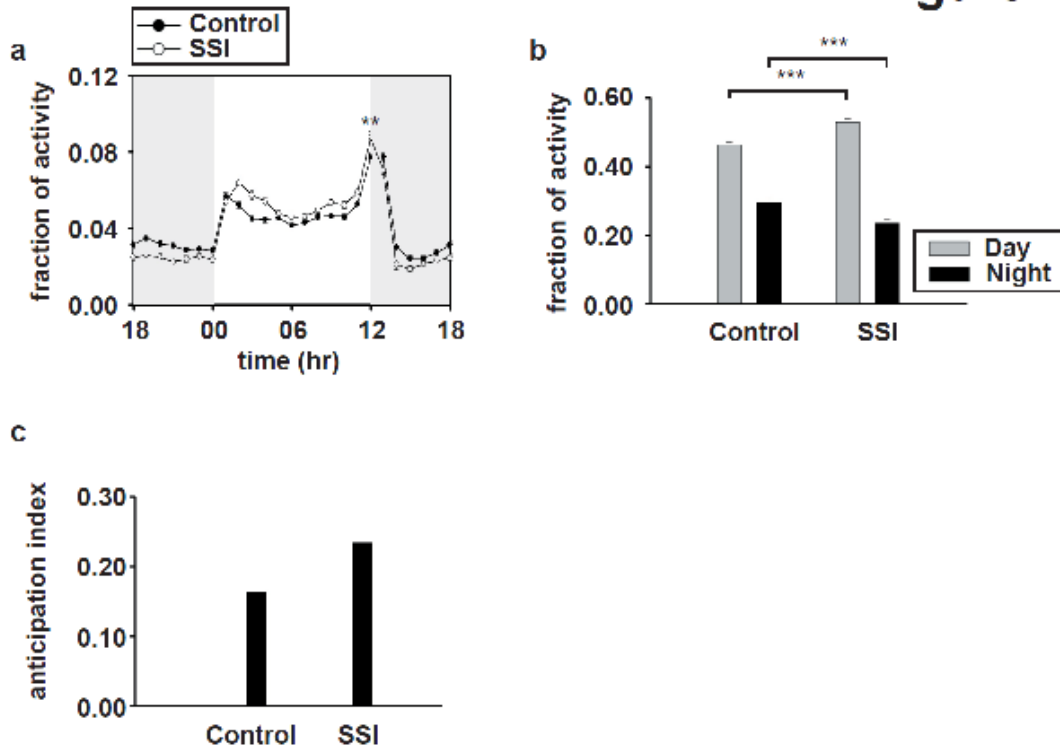 Control
SSI
a
0.12
0.08
0.04
0.00
fraction of activity
**
18 00 06 12 18
time (hr)
b
***
***
0.60
0.40
0.20
0.00
fraction of activity
Control SSI
Day
Night
c
0.30
0.20
0.10
0.00
anticipation index
Control SSI